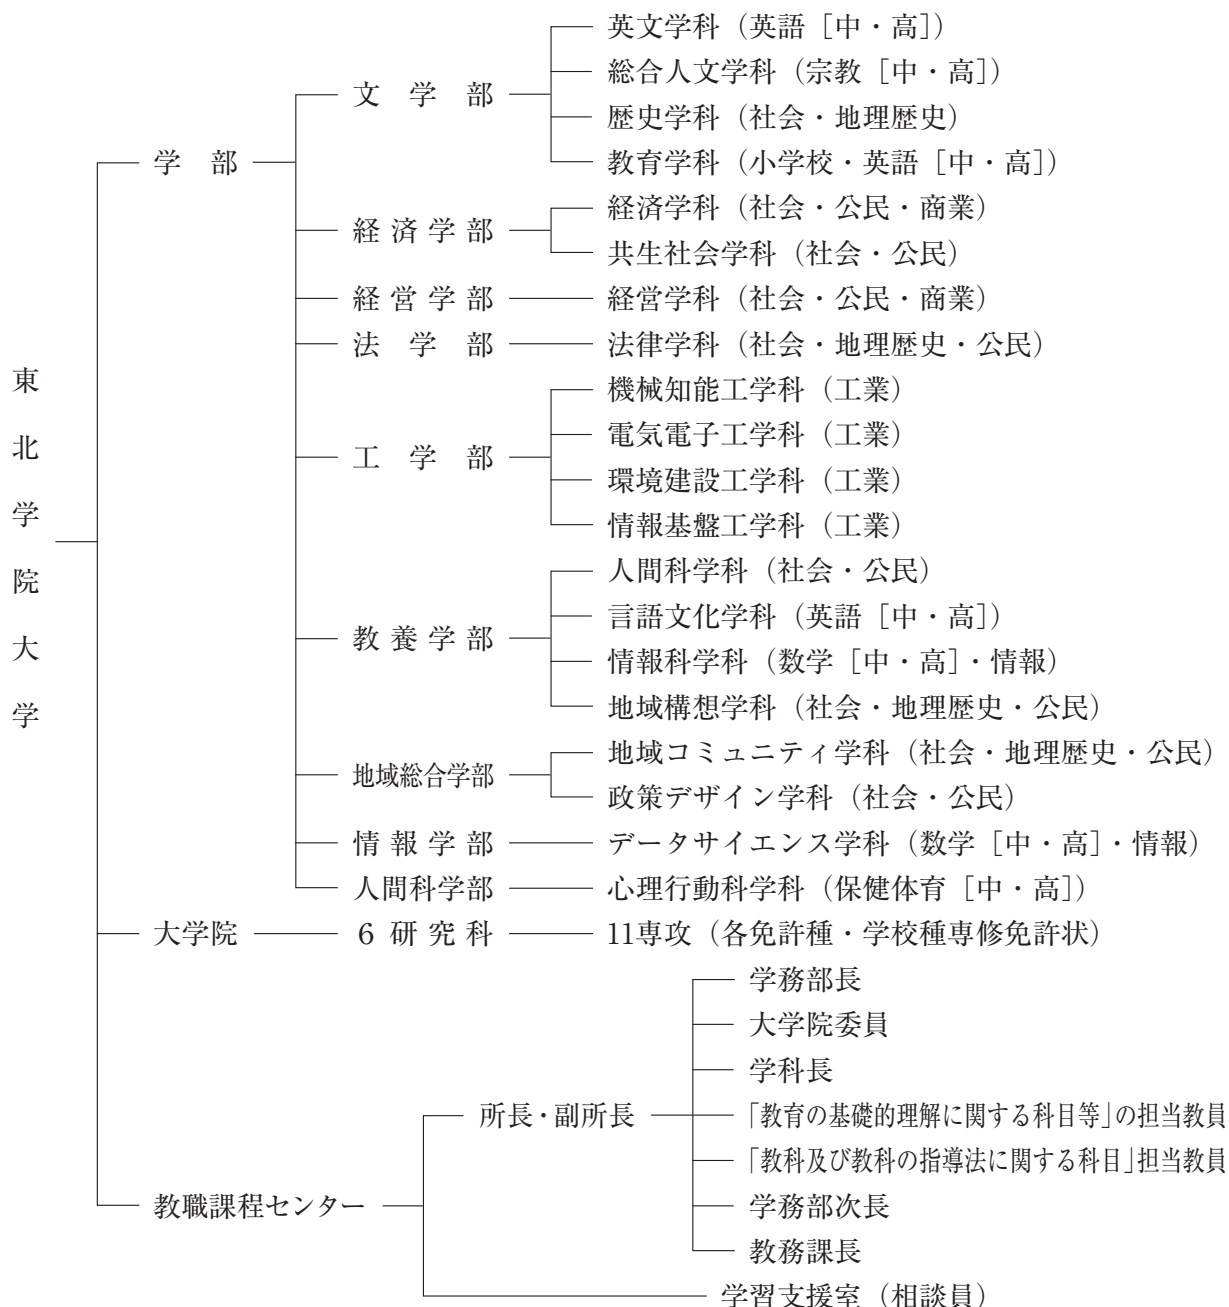 東北学院大学
学部
文学部
英文学科（英語［中・高］）
総合人文学科（宗教［中・高］）
歴史学科（社会・地理歴史）
教育学科（小学校・英語［中・高］）
経済学部
経済学科（社会・公民・商業）
共生社会学科（社会・公民）
経営学部
経営学科（社会・公民・商業）
法学部
法律学科（社会・地理歴史・公民）
工学部
機械知能工学科（工業）
電気電子工学科（工業）
環境建設工学科（工業）
情報基盤工学科（工業）
教養学部
人間科学科（社会・公民）
言語文化学科（英語［中・高］）
情報科学科（数学［中・高］・情報）
地域構想学科（社会・地理歴史・公民）
地域総合学部
地域コミュニティ学科（社会・地理歴史・公民）
政策デザイン学科（社会・公民）
情報学部
データサイエンス学科（数学［中・高］・情報）
人間科学部
心理行動科学科（保健体育［中・高］）
大学院
6研究科
11専攻（各免許種・学校種専修免許状）
教職課程センター
所長・副所長
学務部長
大学院委員
学科長
「教育の基礎的理解に関する科目等」の担当教員
「教科及び教科の指導法に関する科目」担当教員
学務部次長
教務課長
学習支援室（相談員）